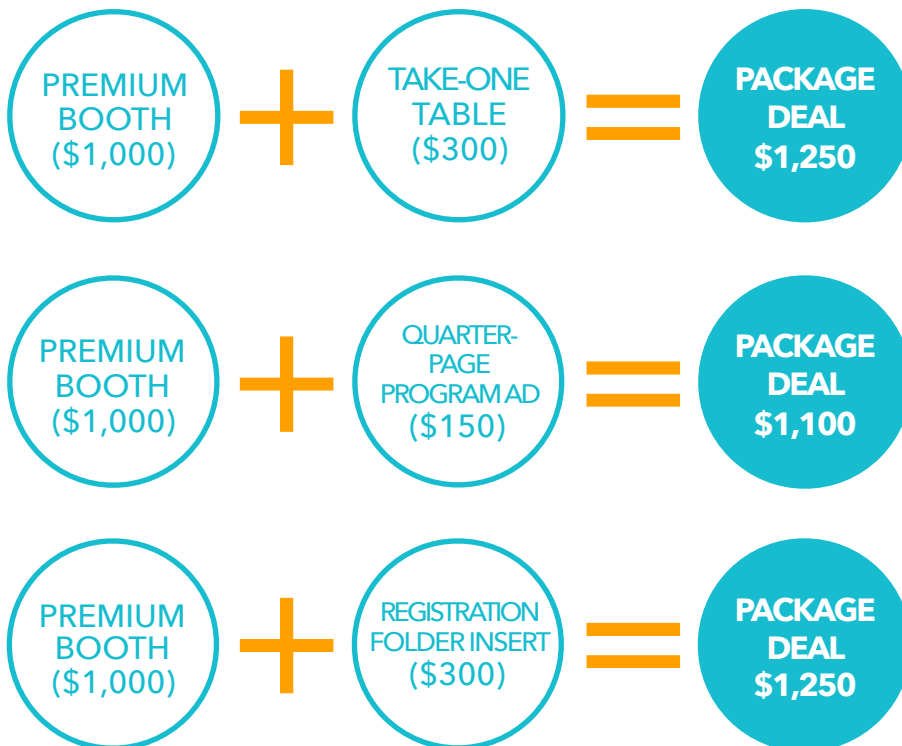 PREMIUM
BOOTH
($1,000)
TAKE-ONE
TABLE
($300)
PACKAGE
DEAL
$1,250
PREMIUM
BOOTH
($1,000)
QUARTER-
PAGE
PROGRAM AD
($150)
PACKAGE
DEAL
$1,100
PREMIUM
BOOTH
($1,000)
REGISTRATION
FOLDER INSERT
($300)
PACKAGE
DEAL
$1,250